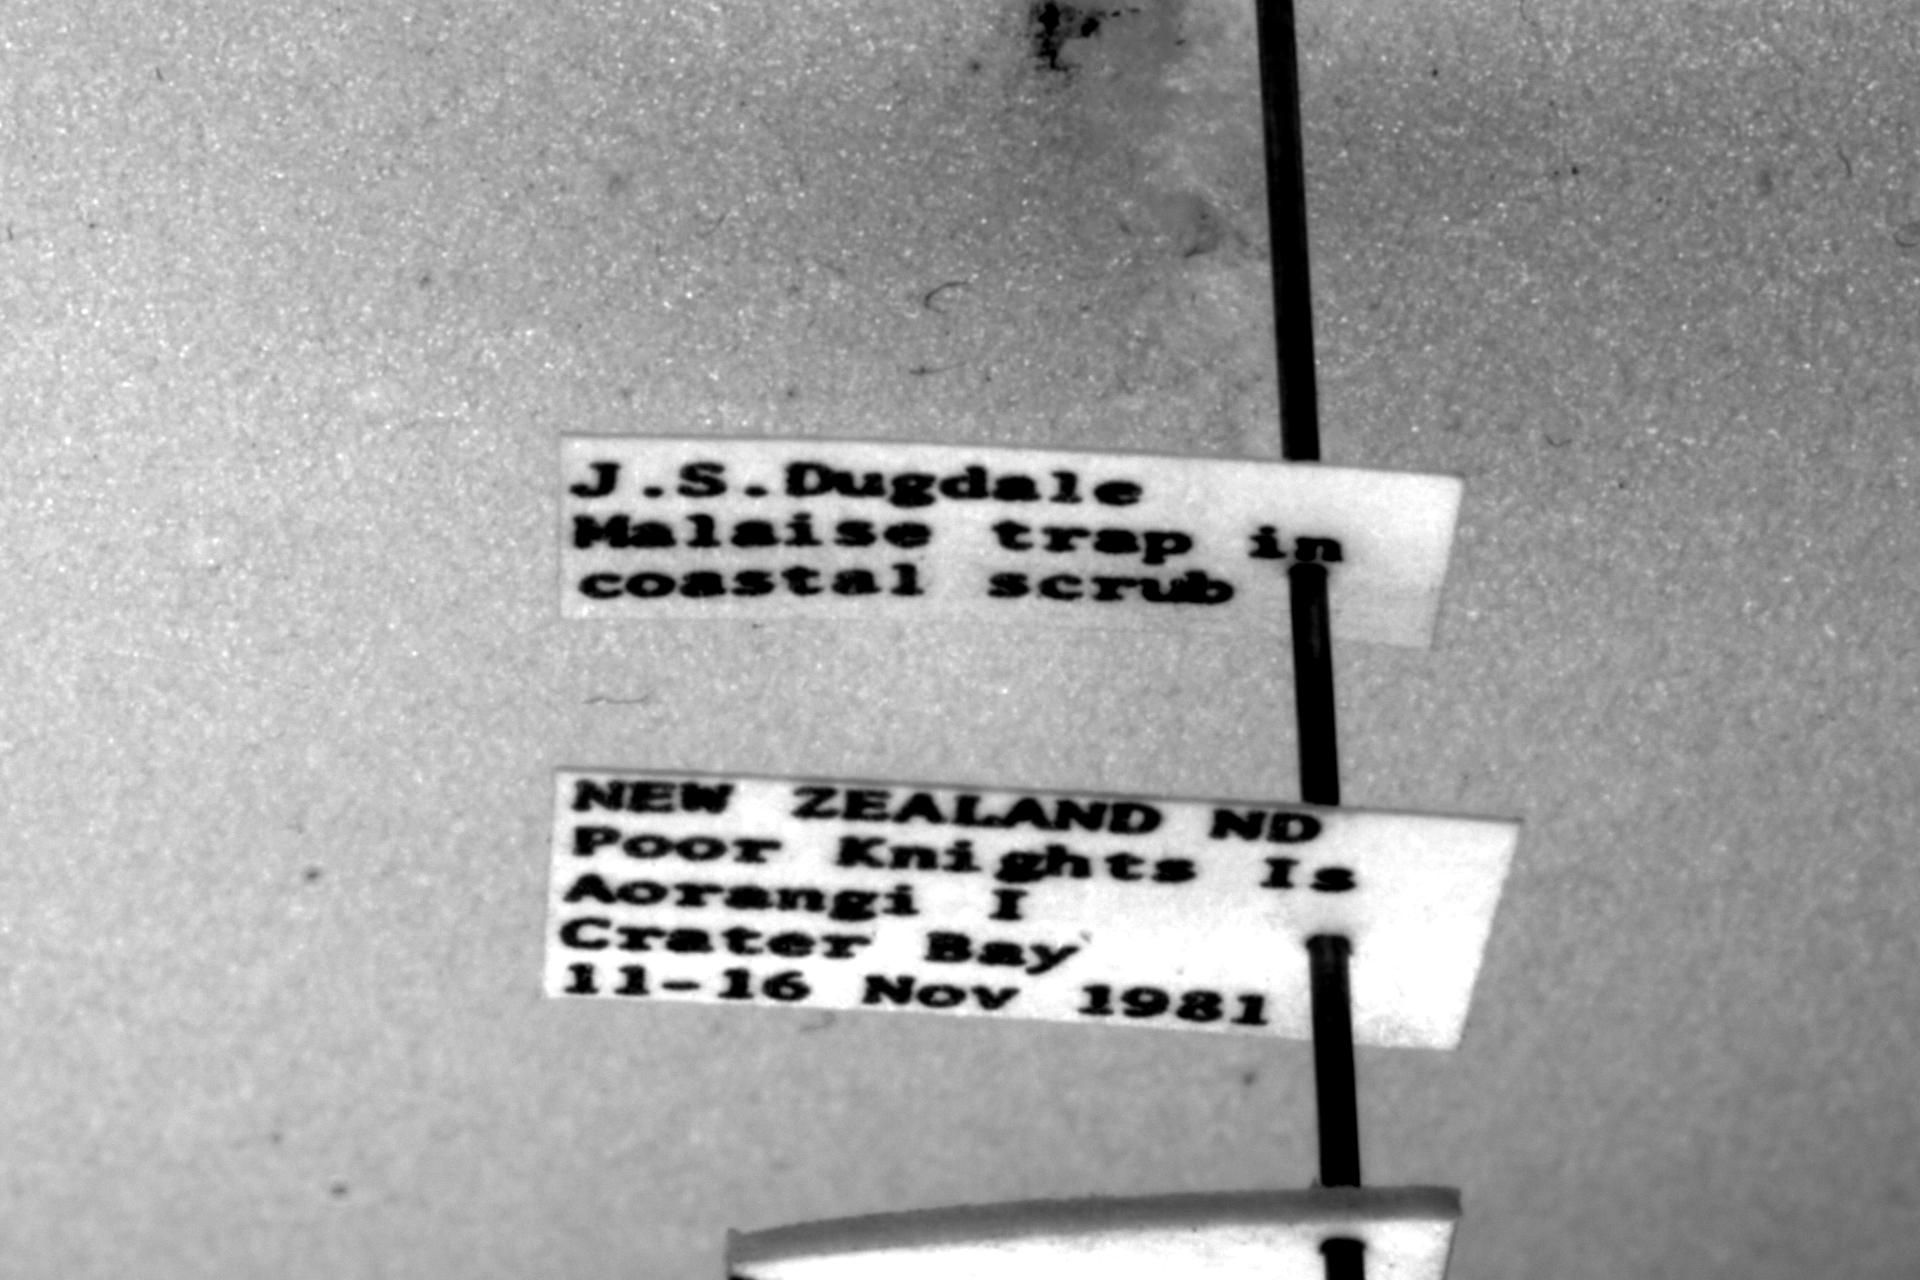 J.S.Dugdale
Malaise trap in
coastal scrub
NEW ZEALAND ND
Poor Knights Is
Aorangi I
Crater Bay
11-16 Nov 1981